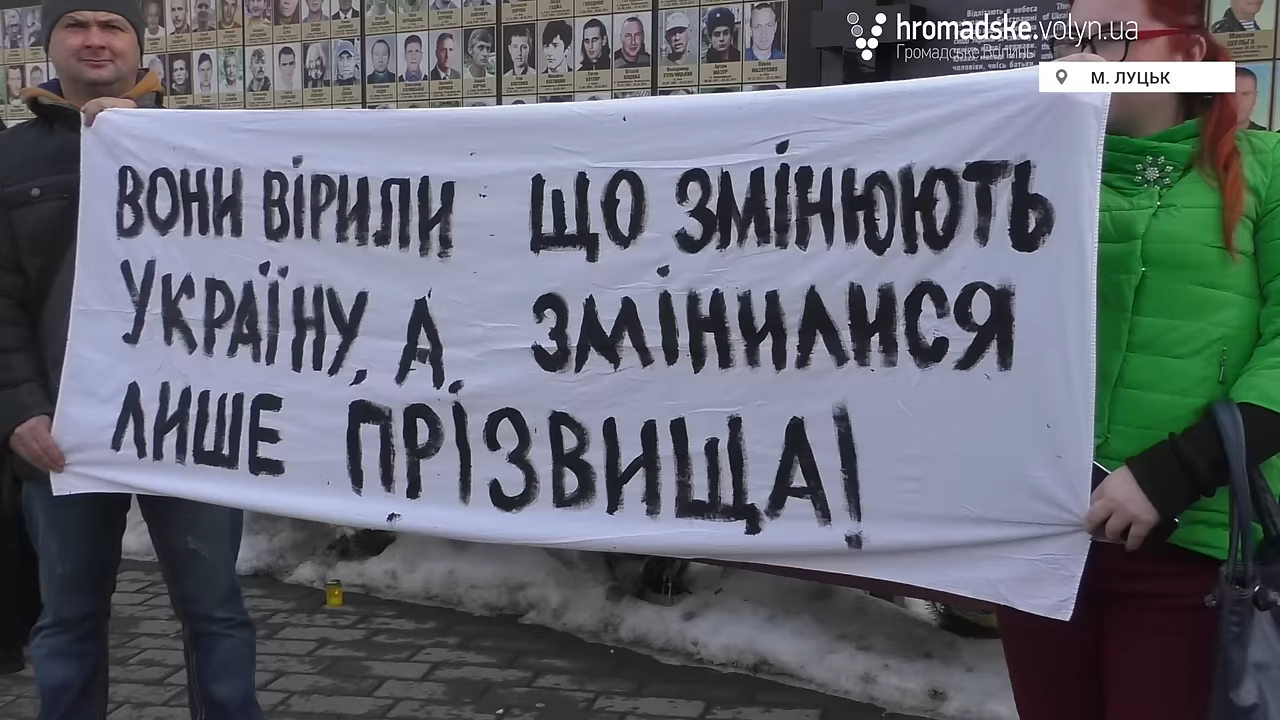 hromadske.volyn.ua
Громадське Волинь
М. ЛУЦЬК
ВОНИ ВІРИЛИ ЩО ЗМІНЮЮТЬ
УКРАЇНУ, А ЗМІНИЛИСЯ
ЛИШЕ ПРІЗВИЩА!